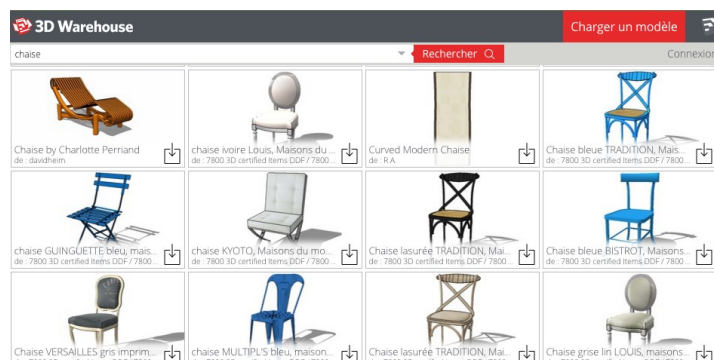 3D Warehouse
Charger un modèle
chaise
Rechercher
Connexion
Chaise by Charlotte Perriand
de : davidheim
chaise ivoire Louis, Maisons du ...
de : 7800 3D certified Items DDF / 7800 ...
Curved Modern Chaise
de : R A.
Chaise bleue TRADITION, Mais...
de : 7800 3D certified Items DDF / 7800 ...
chaise GUINGUETTE bleu, mais...
de : 7800 3D certified Items DDF / 7800 ...
chaise KYOTO, Maisons du mo...
de : 7800 3D certified Items DDF / 7800 ...
Chaise lasurée TRADITION, Mai...
de : 7800 3D certified Items DDF / 7800 ...
Chaise bleue BISTROT, Maisons...
de : 7800 3D certified Items DDF / 7800 ...
Chaise VERSAILLES gris imprim...
chaise MULTIPL'S bleu, maison...
Chaise lasurée TRADITION, Mai...
Chaise grise lin LOUIS, maisons...